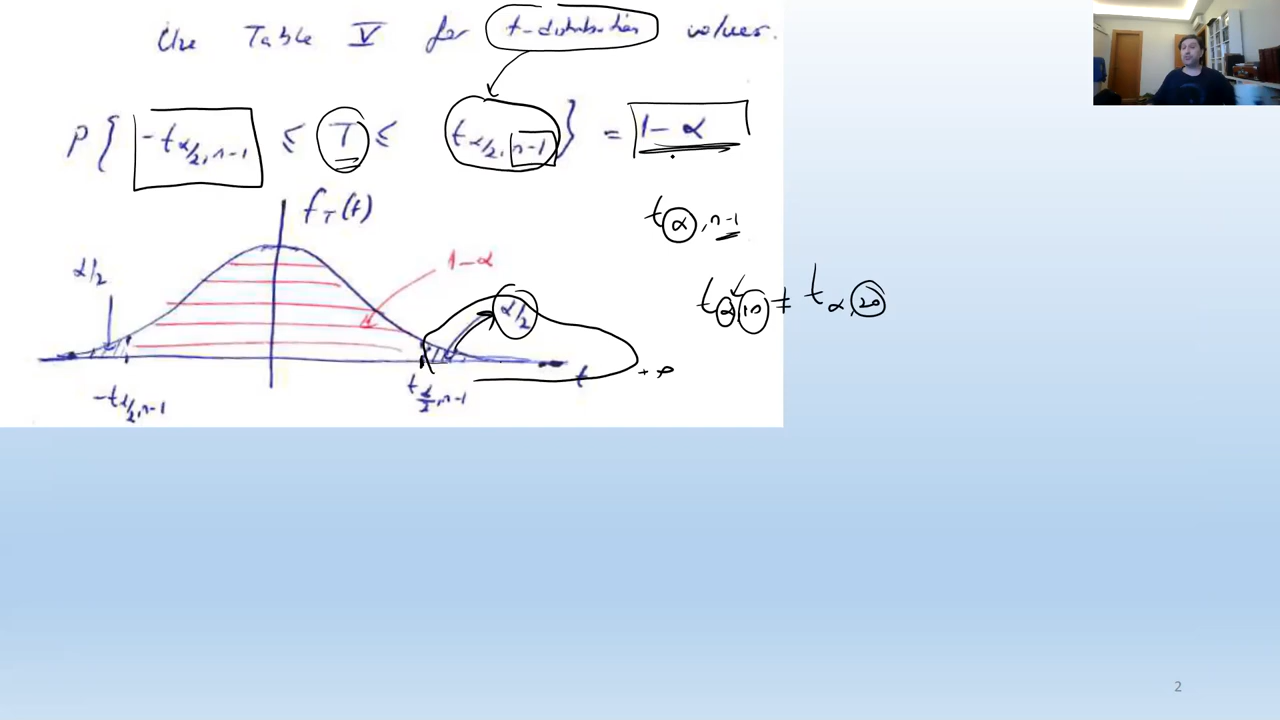 Use Table V for t-distribution values.
P{ -tα/2, n-1 ≤ T ≤ tα/2, n-1 } = 1-α
fT(t)
tα, n-1
α/2
1-α
tα,10 ≠ tα,20
α/2
-tα/2, n-1
tα/2, n-1
t
+∞
2